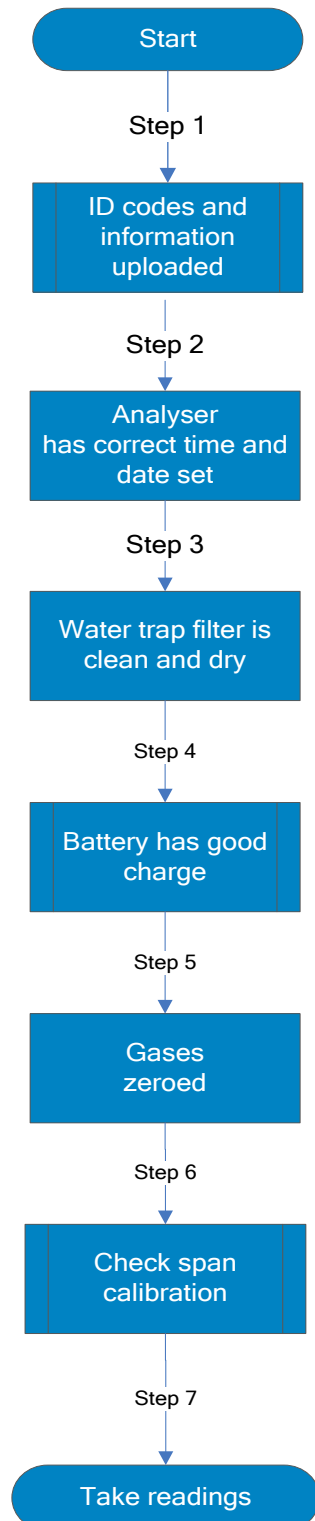 Start
Step 1
ID codes and
information
uploaded
Step 2
Analyser
has correct time and
date set
Step 3
Water trap filter is
clean and dry
Step 4
Battery has good
charge
Step 5
Gases
zeroed
Step 6
Check span
calibration
Step 7
Take readings